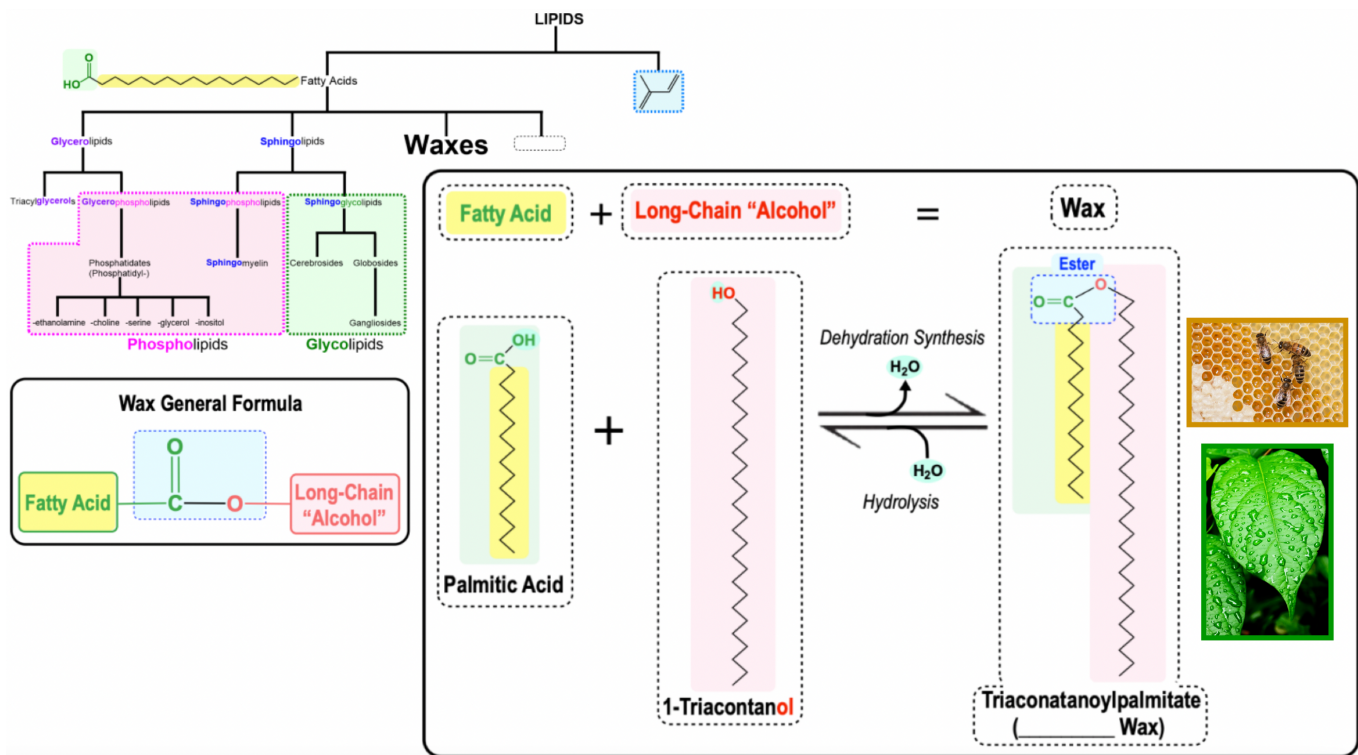 LIPIDS
O
HO
Fatty Acids
Glycerolipids
Sphingolipids
Waxes
Triacylglycerols
Glycerophospholipids
Sphingophospholipids
Sphingoglycolipids
Phosphatidates
(Phosphatidyl-)
Sphingomyelin
Cerebrosides
Globosides
-ethanolamine
-choline
-serine
-glycerol
-inositol
Gangliosides
Phospholipids
Glycolipids
Wax General Formula
O
Fatty Acid
C
O
Long-Chain
“Alcohol”
Fatty Acid + Long-Chain “Alcohol” = Wax
O=C
OH
Palmitic Acid
+
HO
1-Triacontanol
Dehydration Synthesis
H2O
H2O
Hydrolysis
Ester
O=C
O
Triaconatanoylpalmitate
(__________ Wax)